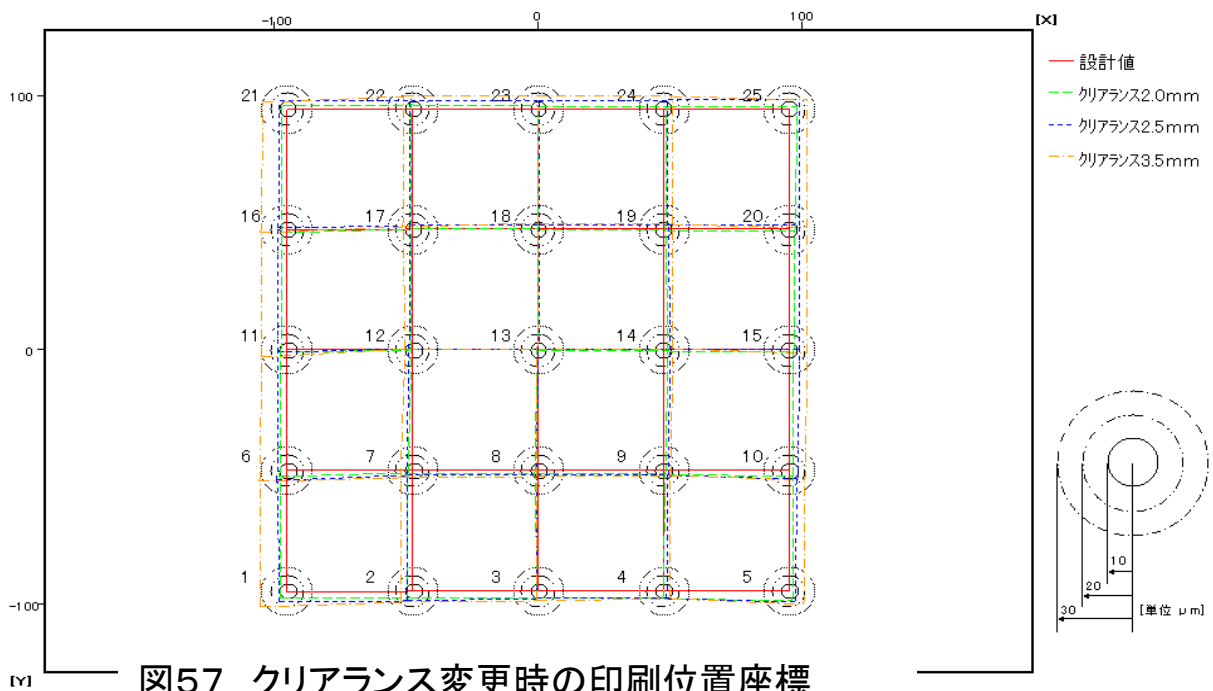 -100 0 100 [X]
設計値
クリアランス2.0mm
クリアランス2.5mm
クリアランス3.5mm
100
21 22 23 24 25
16 17 18 19 20
11 12 13 14 15
0
6 7 8 9 10
1 2 3 4 5
-100
10
20
30
[単位 μm]
[Y]
図57 クリアランス変更時の印刷位置座標